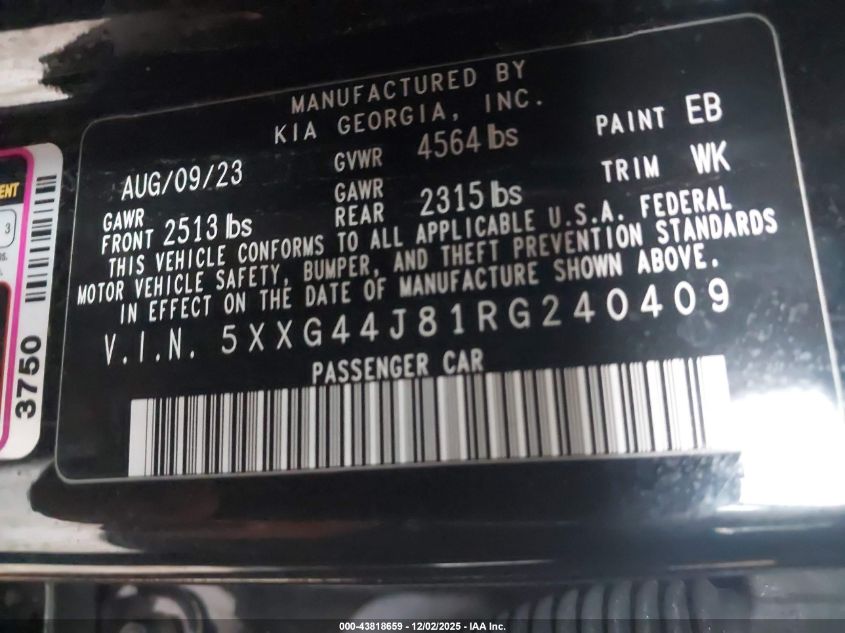 MANUFACTURED BY
KIA GEORGIA, INC.
AUG/09/23 GVWR 4564 lbs PAINT EB
GAWR FRONT 2513 lbs GAWR REAR 2315 lbs TRIM WK
THIS VEHICLE CONFORMS TO ALL APPLICABLE U.S.A. FEDERAL
MOTOR VEHICLE SAFETY, BUMPER, AND THEFT PREVENTION STANDARDS
IN EFFECT ON THE DATE OF MANUFACTURE SHOWN ABOVE.
V.I.N. 5XXG44J81RG240409
PASSENGER CAR
3
3750
000-43818659 - 12/02/2025 - IAA Inc.